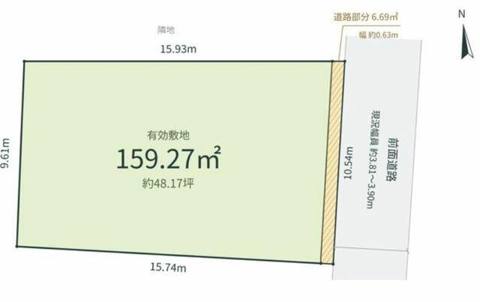 道路部分 6.69㎡
幅 約0.63m
N
隣地
15.93m
9.61m
有効敷地
159.27㎡
約48.17坪
10.54m
前面道路
現況幅員 約3.81～3.90m
15.74m